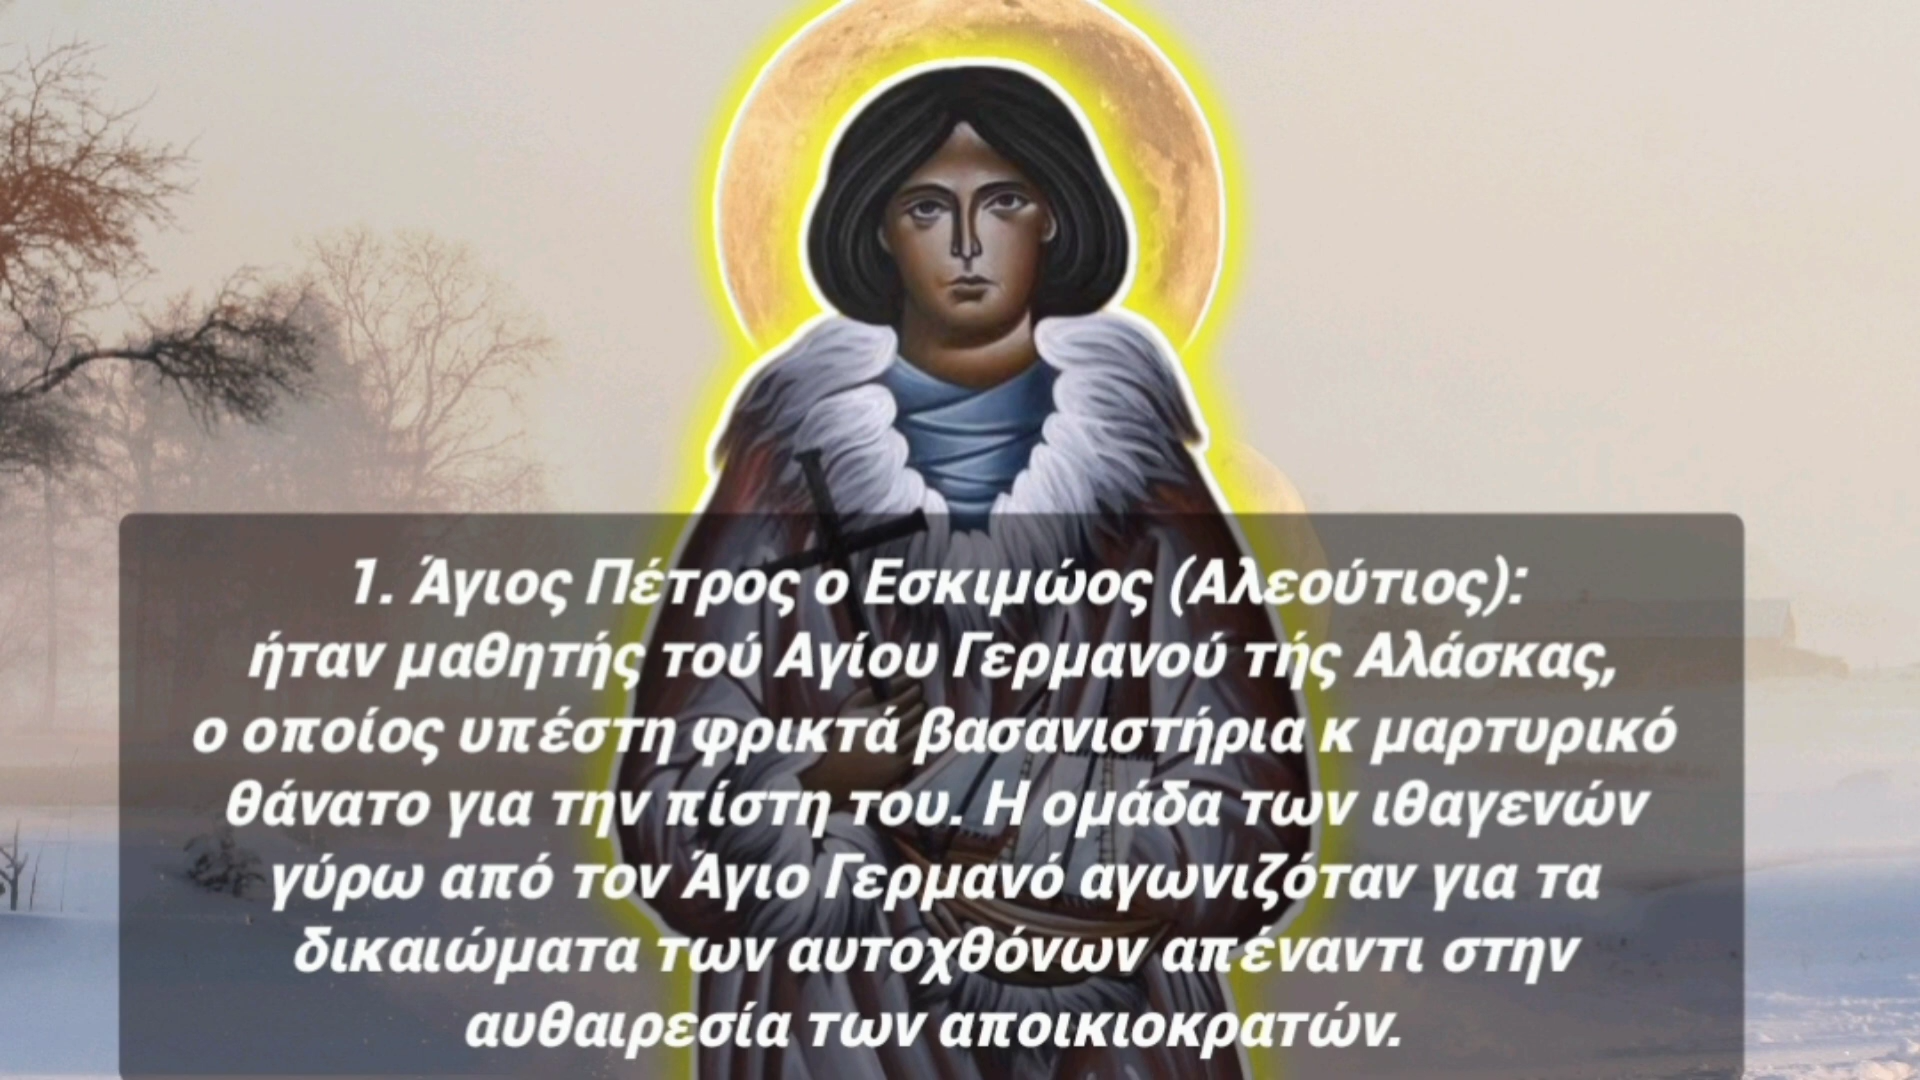 1. Άγιος Πέτρος ο Εσκιμώος (Αλεούτιος):
ήταν μαθητής τού Αγίου Γερμανού τής Αλάσκας,
ο οποίος υπέστη φρικτά βασανιστήρια κ μαρτυρικό
θάνατο για την πίστη του. Η ομάδα των ιθαγενών
γύρω από τον Άγιο Γερμανό αγωνιζόταν για τα
δικαιώματα των αυτοχθόνων απέναντι στην
αυθαιρεσία των αποικιοκρατών.